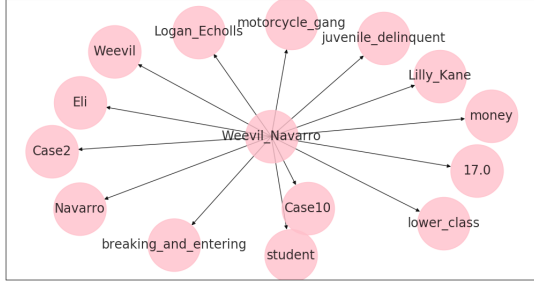 motorcycle_gang
Logan_Echolls
juvenile_delinquent
Weevil
Lilly_Kane
Eli
money
Weevil_Navarro
Case2
17.0
Navarro
Case10
lower_class
breaking_and_entering
student